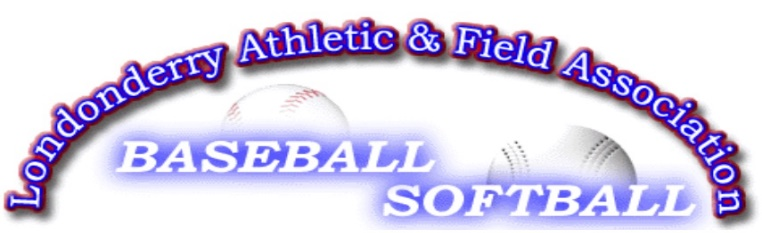 Londonderry Athletic & Field Association
BASEBALL
SOFTBALL